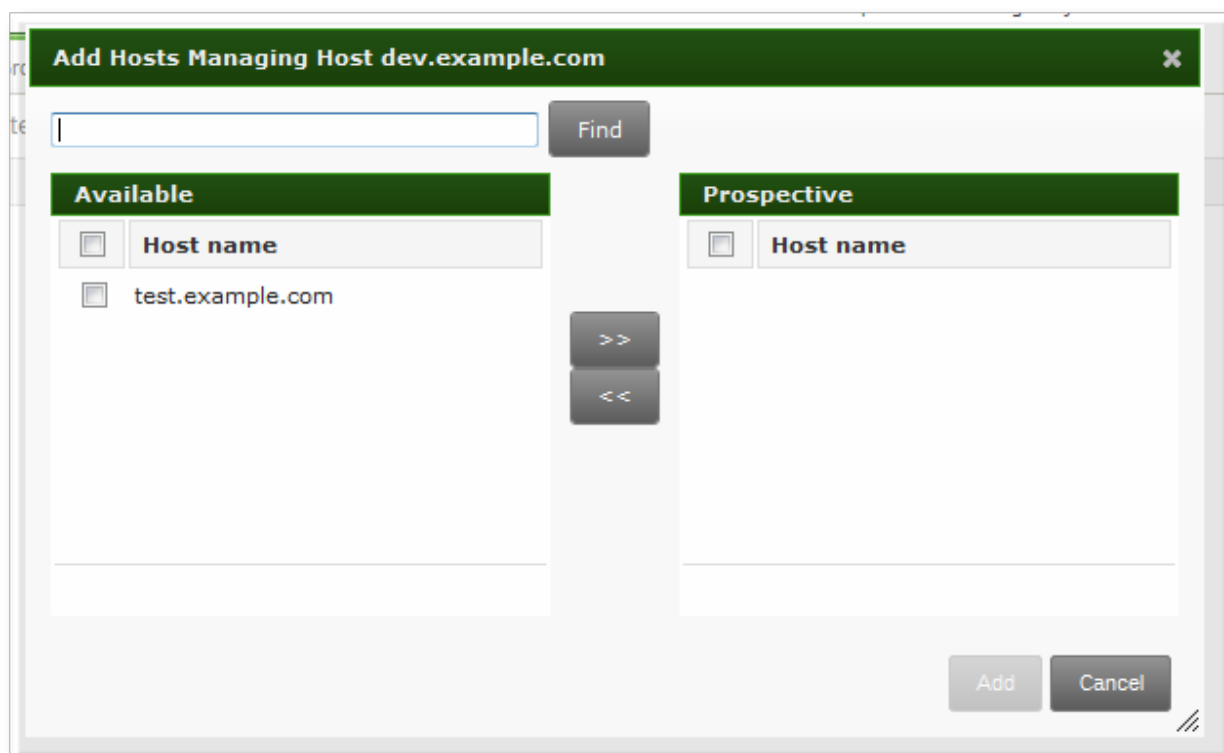 Add Hosts Managing Host dev.example.com
Find
Available
Prospective
Host name
Host name
test.example.com
>>
<<
Add
Cancel